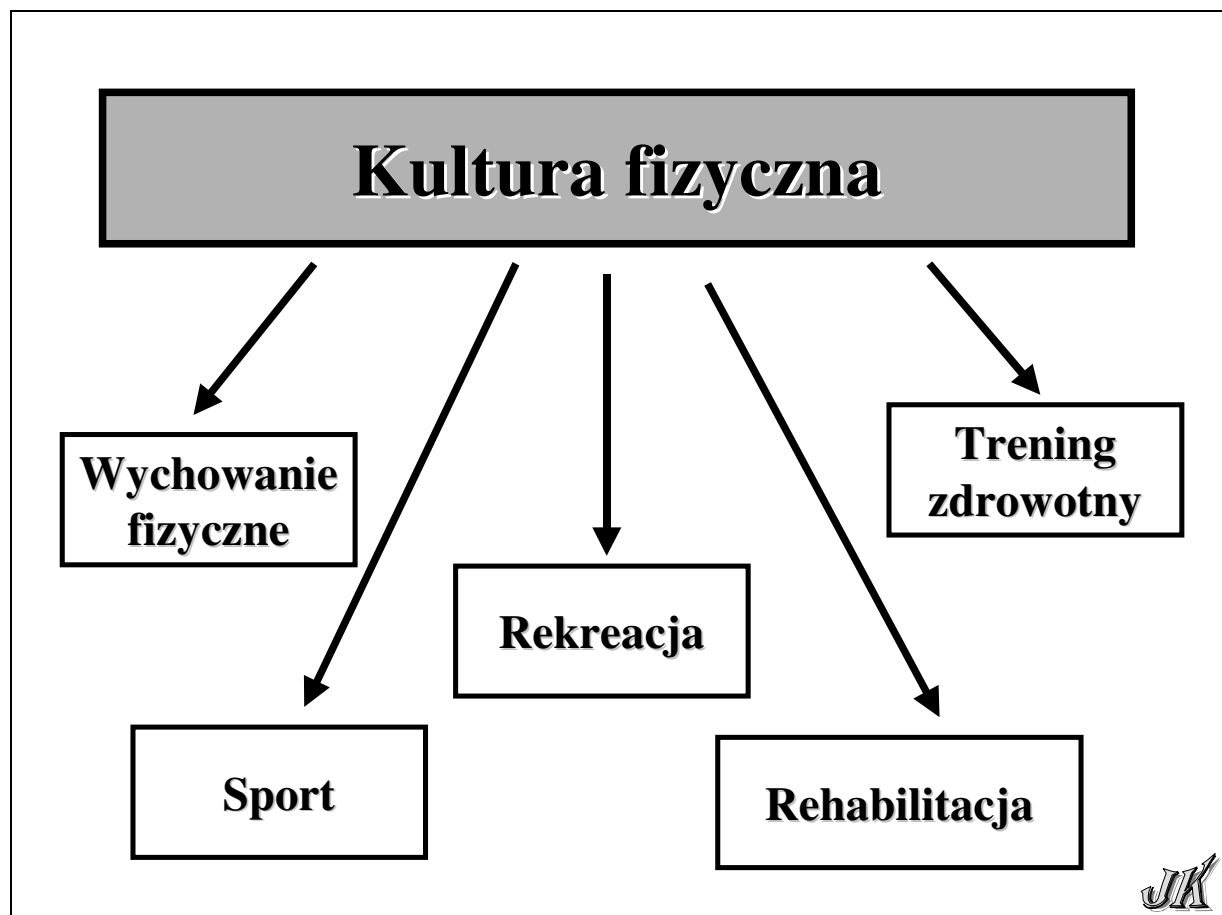 Kultura fizyczna
Wychowanie
fizyczne
Trening
zdrowotny
Rekreacja
Sport
Rehabilitacja
JK